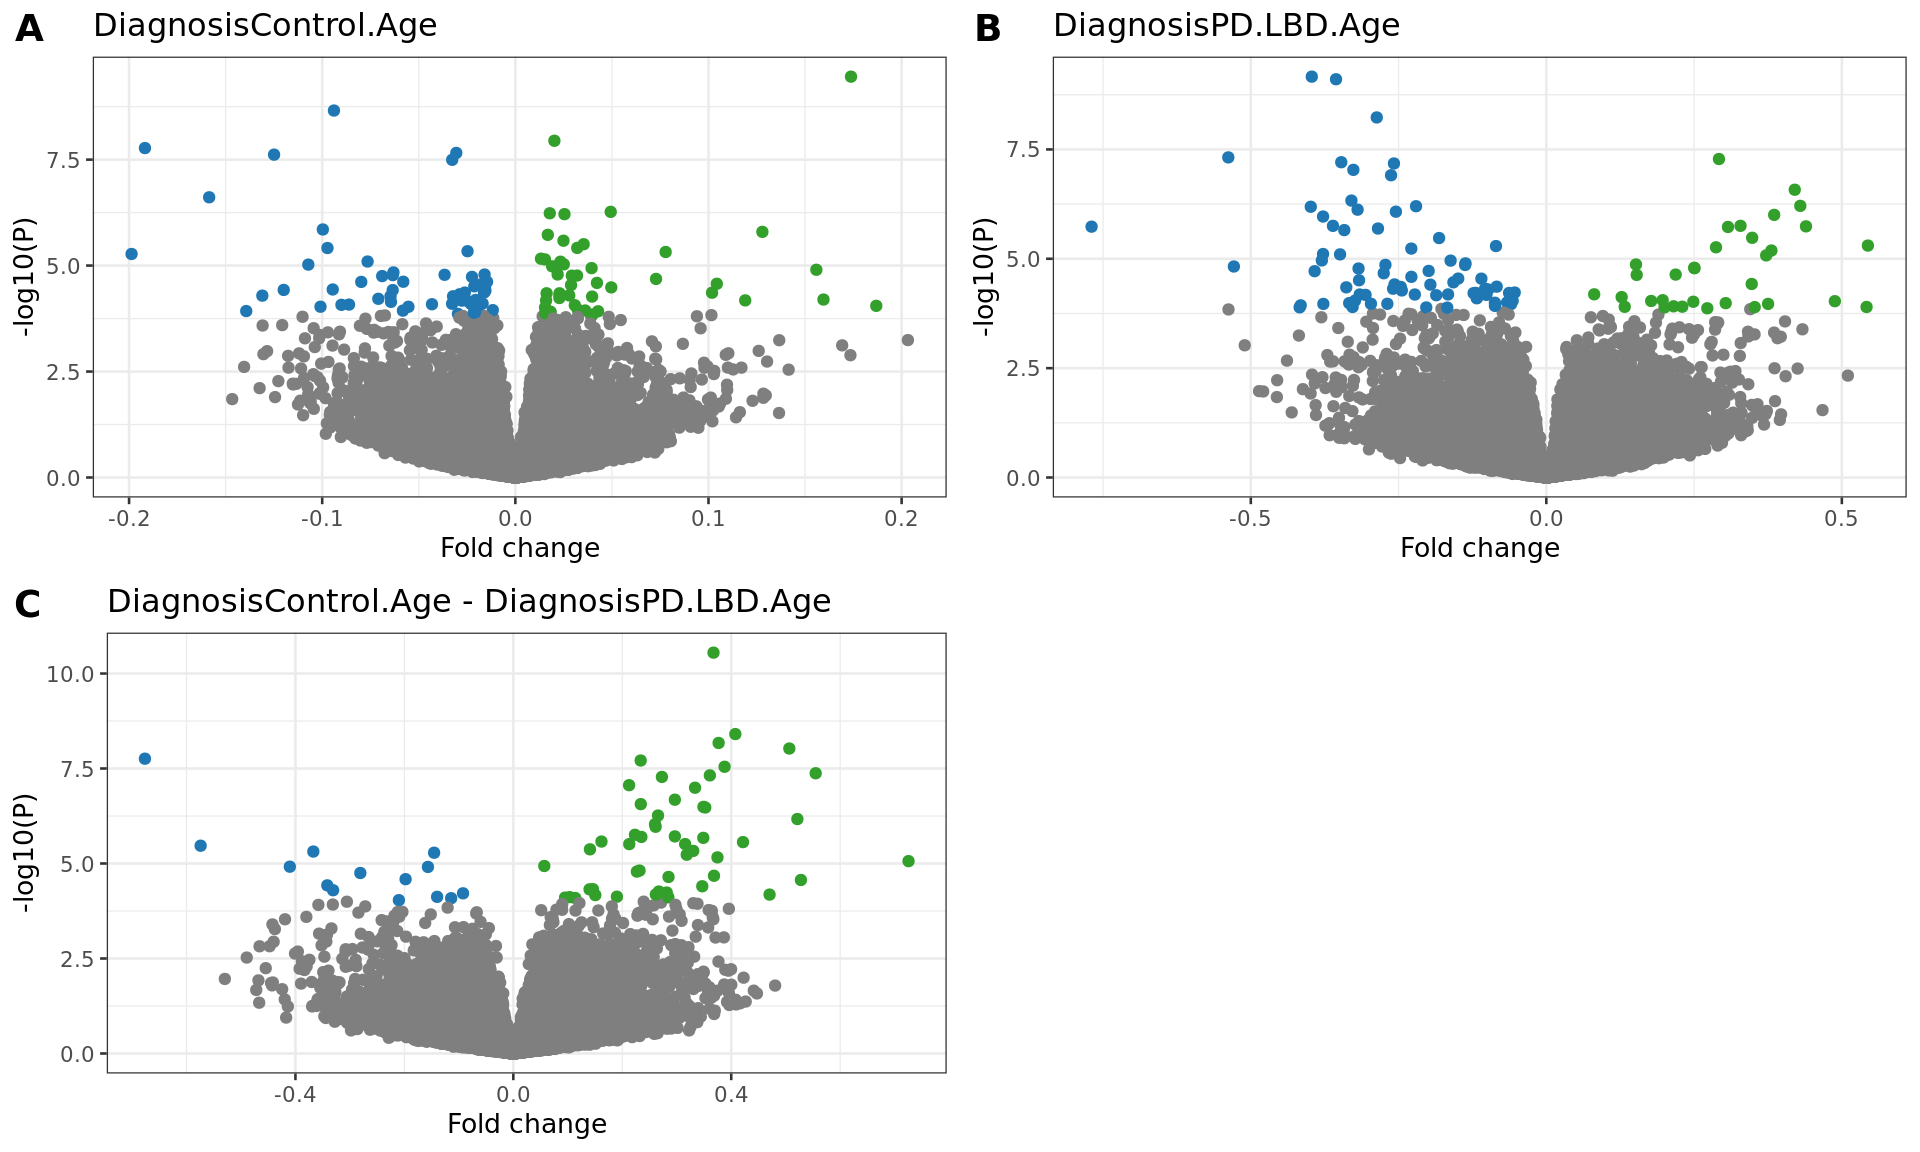 A DiagnosisControl.Age
-log10(P)
7.5
5.0
2.5
0.0
-0.2 -0.1 0.0 0.1 0.2
Fold change
B DiagnosisPD.LBD.Age
-log10(P)
7.5
5.0
2.5
0.0
-0.5 0.0 0.5
Fold change
C DiagnosisControl.Age - DiagnosisPD.LBD.Age
-log10(P)
10.0
7.5
5.0
2.5
0.0
-0.4 0.0 0.4
Fold change